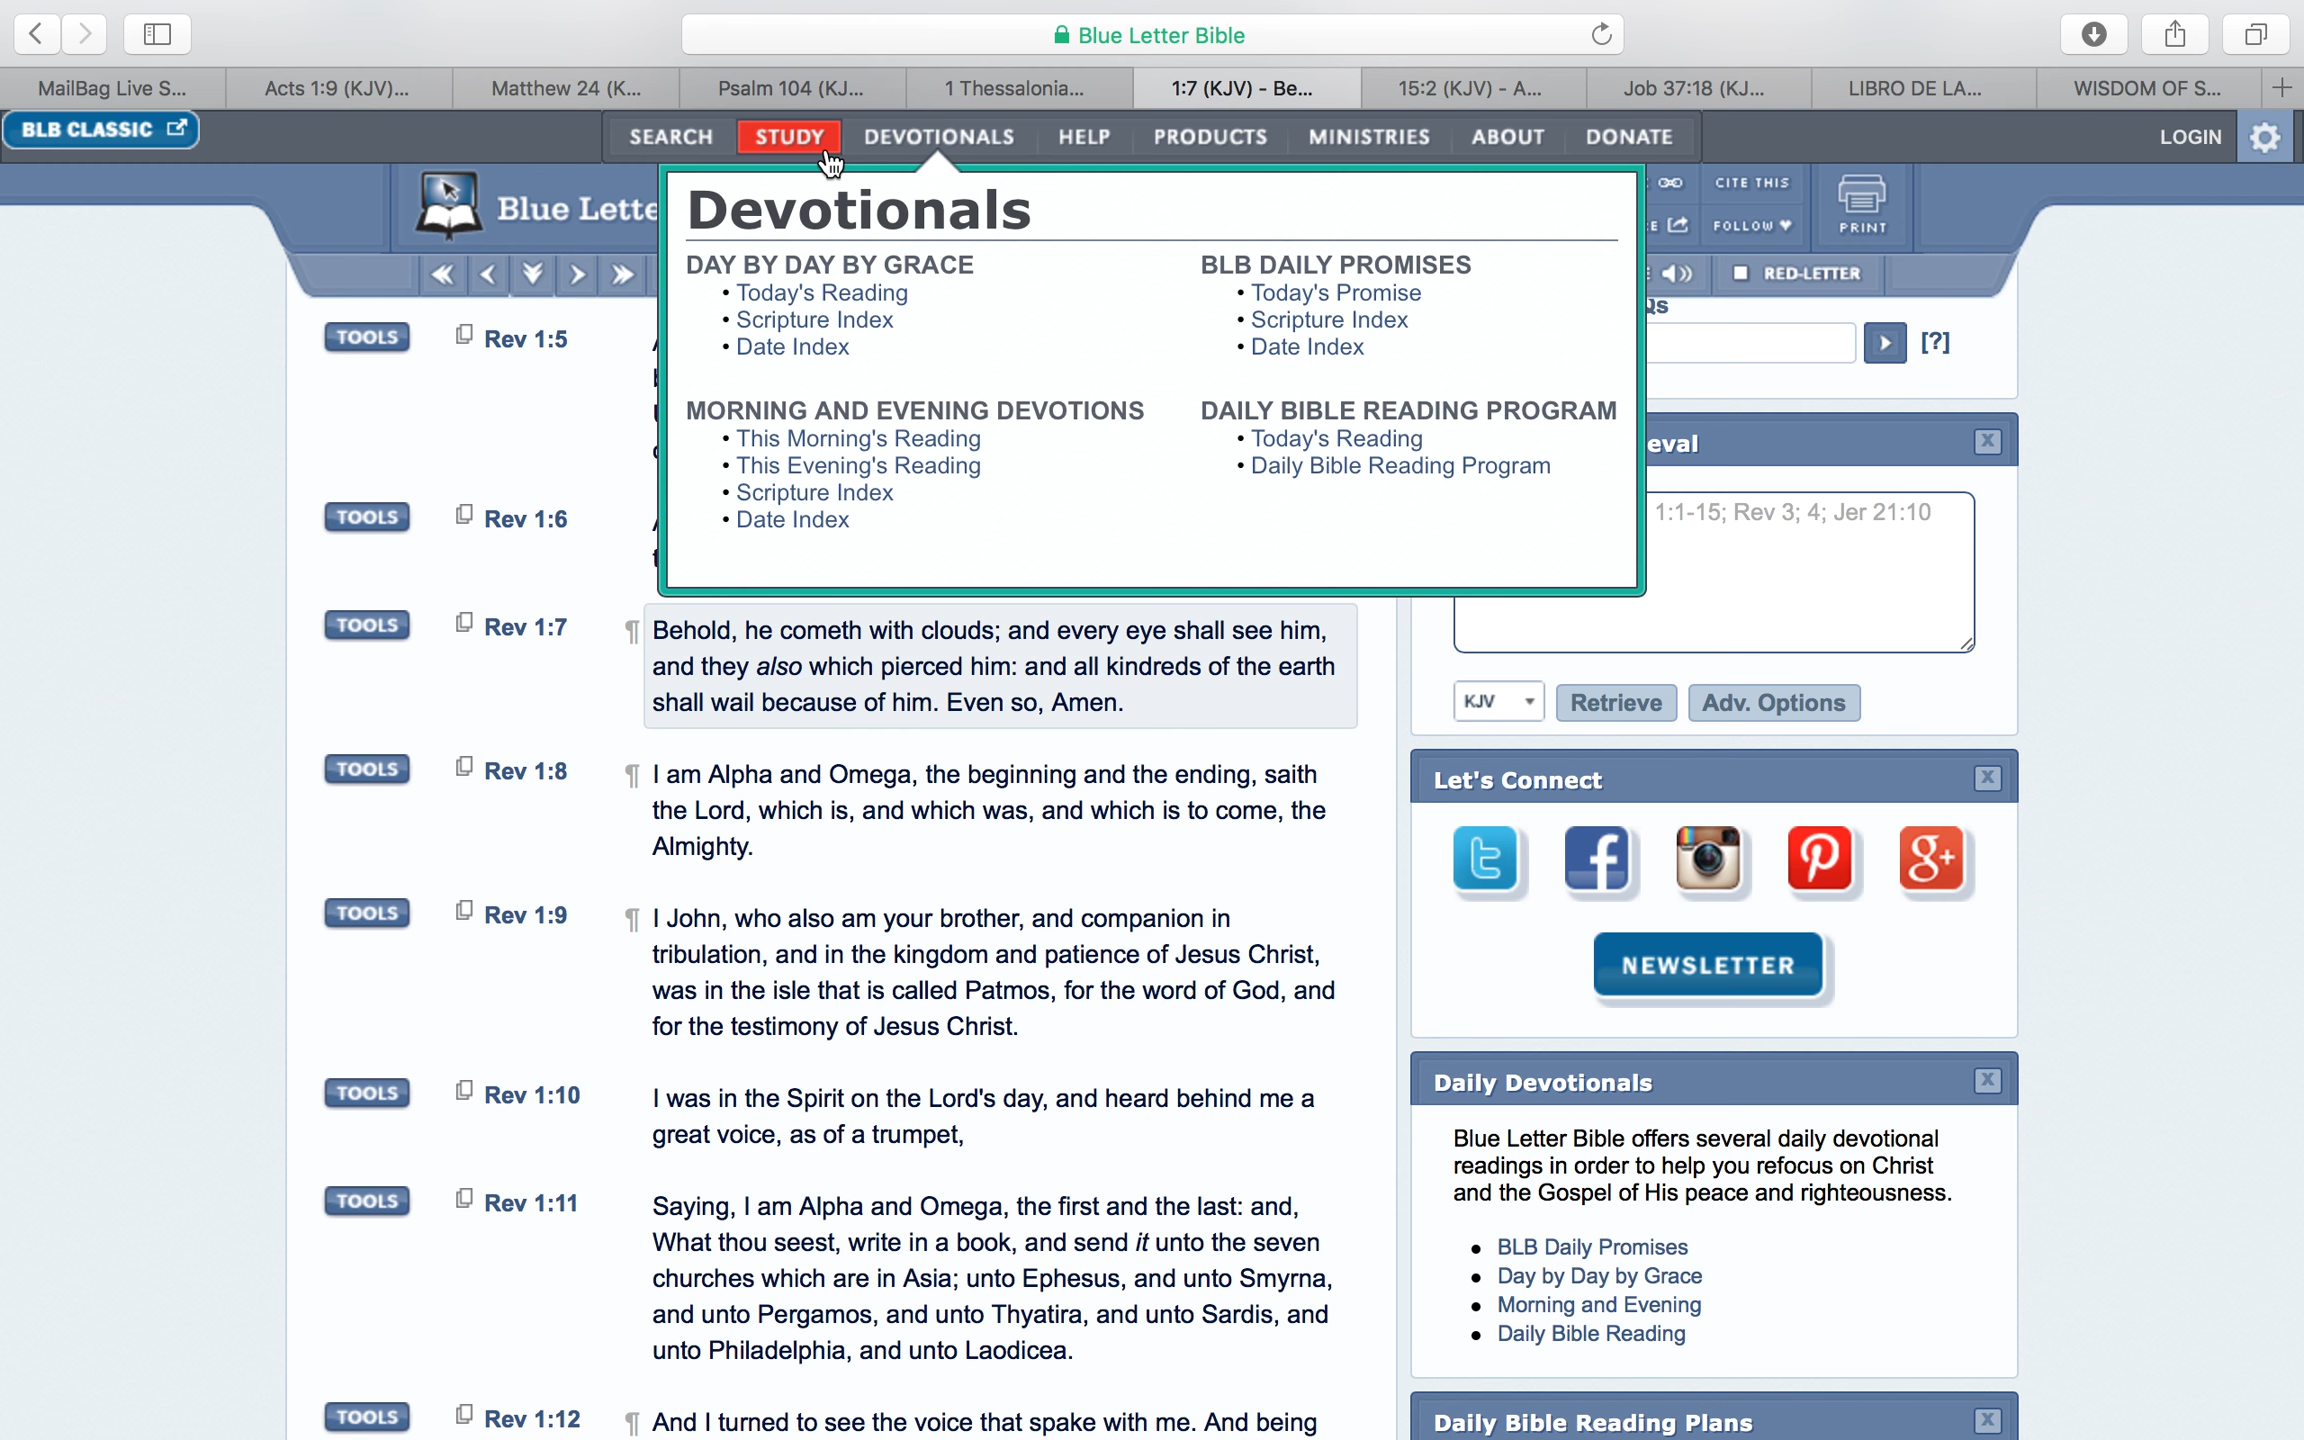 Blue Letter Bible
MailBag Live S...
Acts 1:9 (KJV)...
Matthew 24 (K...
Psalm 104 (KJ...
1 Thessalonia...
1:7 (KJV) - Be...
15:2 (KJV) - A...
Job 37:18 (KJ...
LIBRO DE LA...
WISDOM OF S...
BLB CLASSIC
SEARCH
STUDY
DEVOTIONALS
HELP
PRODUCTS
MINISTRIES
ABOUT
DONATE
LOGIN
Blue Lette
CITE THIS
FOLLOW
PRINT
RED-LETTER
Devotionals
DAY BY DAY BY GRACE
• Today's Reading
• Scripture Index
• Date Index
BLB DAILY PROMISES
• Today's Promise
• Scripture Index
• Date Index
MORNING AND EVENING DEVOTIONS
• This Morning's Reading
• This Evening's Reading
• Scripture Index
• Date Index
DAILY BIBLE READING PROGRAM
• Today's Reading
• Daily Bible Reading Program
TOOLS Rev 1:5
TOOLS Rev 1:6
TOOLS Rev 1:7
¶ Behold, he cometh with clouds; and every eye shall see him,
and they also which pierced him: and all kindreds of the earth
shall wail because of him. Even so, Amen.
TOOLS Rev 1:8
¶ I am Alpha and Omega, the beginning and the ending, saith
the Lord, which is, and which was, and which is to come, the
Almighty.
TOOLS Rev 1:9
¶ I John, who also am your brother, and companion in
tribulation, and in the kingdom and patience of Jesus Christ,
was in the isle that is called Patmos, for the word of God, and
for the testimony of Jesus Christ.
TOOLS Rev 1:10
I was in the Spirit on the Lord's day, and heard behind me a
great voice, as of a trumpet,
TOOLS Rev 1:11
Saying, I am Alpha and Omega, the first and the last: and,
What thou seest, write in a book, and send it unto the seven
churches which are in Asia; unto Ephesus, and unto Smyrna,
and unto Pergamos, and unto Thyatira, and unto Sardis, and
unto Philadelphia, and unto Laodicea.
TOOLS Rev 1:12
¶ And I turned to see the voice that spake with me. And being
Qs
[?]
eval
1:1-15; Rev 3; 4; Jer 21:10
KJV
Retrieve
Adv. Options
Let's Connect
NEWSLETTER
Daily Devotionals
Blue Letter Bible offers several daily devotional
readings in order to help you refocus on Christ
and the Gospel of His peace and righteousness.
• BLB Daily Promises
• Day by Day by Grace
• Morning and Evening
• Daily Bible Reading
Daily Bible Reading Plans